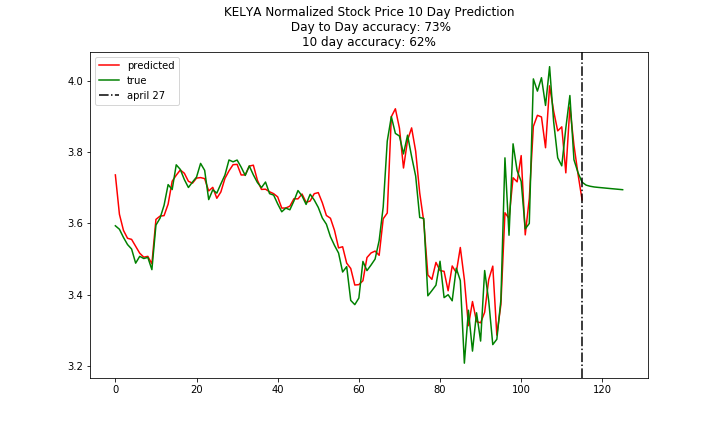 KELYA Normalized Stock Price 10 Day Prediction
Day to Day accuracy: 73%
10 day accuracy: 62%
predicted
true
april 27
4.0
3.8
3.6
3.4
3.2
0 20 40 60 80 100 120